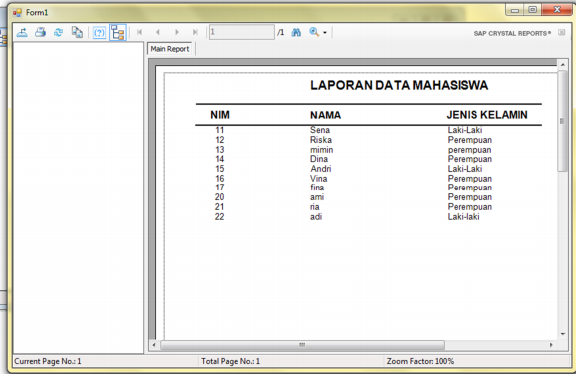 Form1
1 /1 SAP CRYSTAL REPORTS®
Main Report
LAPORAN DATA MAHASISWA
NIM NAMA JENIS KELAMIN
11 Sena Laki-Laki
12 Riska Perempuan
13 mimin perempuan
14 Dina Perempuan
15 Andri Laki-Laki
16 Vina Perempuan
17 fina Perempuan
20 ami Perempuan
21 ria Perempuan
22 adi Laki-laki
Current Page No.: 1 Total Page No.: 1 Zoom Factor: 100%